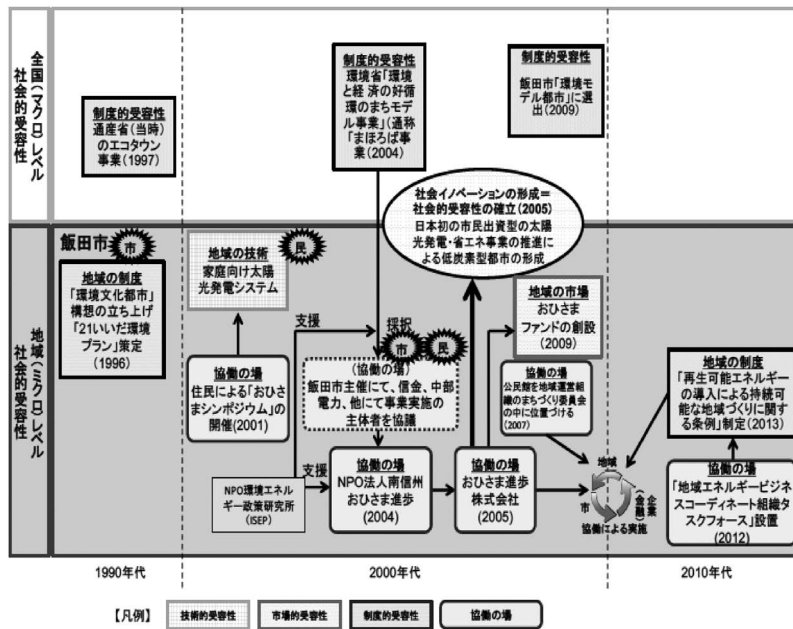 全国(マクロ)レベル
社会的受容性
制度的受容性
通産省(当時)
のエコタウン
事業(1997)
制度的受容性
環境省「環境
と経 済の好循
環のまちモデ
ル事業」(通称
「まほろば事
業(2004)
制度的受容性
飯田市「環境モ
デル都市」に選
出(2009)
社会イノベーションの形成=
社会的受容性の確立(2005)
日本初の市民出資型の太陽
光発電・省エネ事業の推進に
よる低炭素型都市の形成
地域(ミクロ)レベル
社会的受容性
飯田市
市
地域の制度
「環境文化都市」
構想の立ち上げ
「21いいだ環境
プラン」策定
(1996)
民
地域の技術
家庭向け太陽
光発電システム
協働の場
住民による「おひさ
まシンポジウム」の
開催(2001)
支援
採択
市
民
(協働の場)
飯田市主催にて、信金、中部
電力、他にて事業実施の
主体者を協議
NPO環境エネル
ギー政策研究所
(ISEP)
支援
協働の場
NPO法人南信州
おひさま進歩
(2004)
協働の場
おひさま進歩
株式会社
(2005)
地域の市場
おひさま
ファンドの創設
(2009)
協働の場
公民館を地域運営組
織のまちづくり委員会
の中に位置づける
(2007)
地域
市
企業
(金融)
協働による実施
地域の制度
「再生可能エネルギー
の導入による持続可
能な地域づくりに関す
る条例」制定(2013)
協働の場
「地域エネルギービジネ
スコーディネート組織タ
スクフォース」設置
(2012)
1990年代
2000年代
2010年代
【凡例】
技術的受容性
市場的受容性
制度的受容性
協働の場